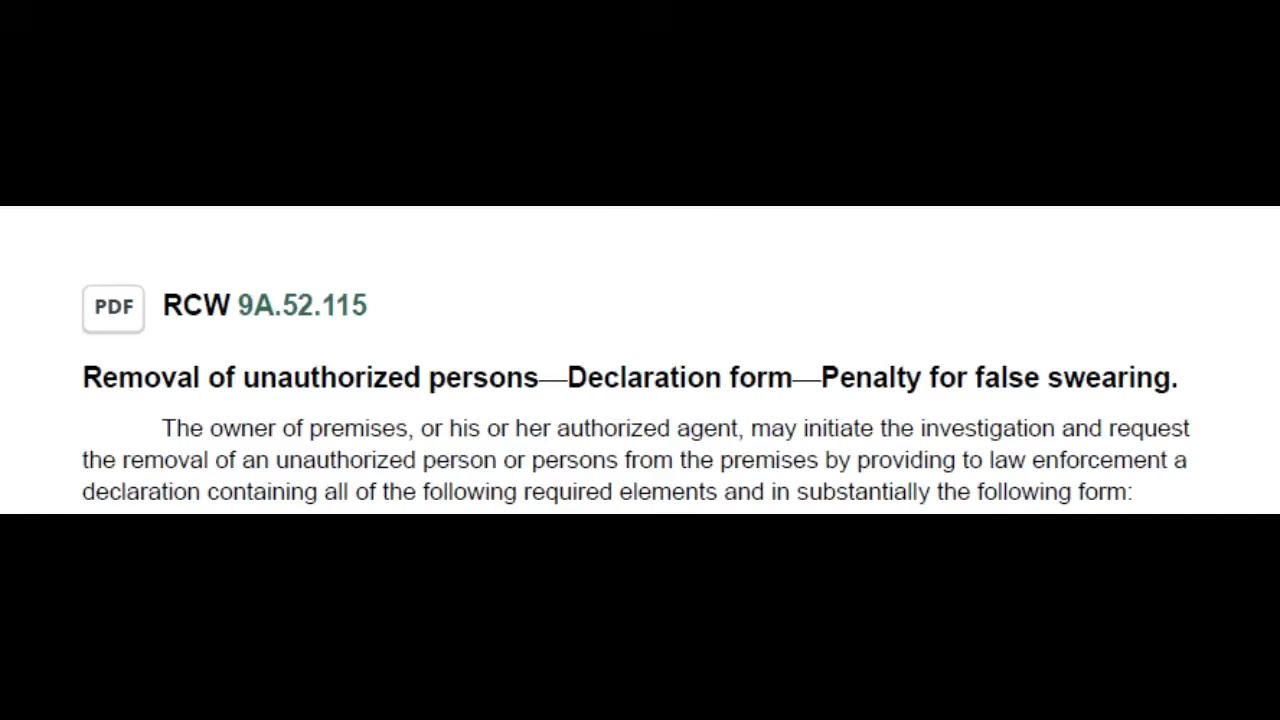 PDF RCW 9A.52.115
Removal of unauthorized persons—Declaration form—Penalty for false swearing.
The owner of premises, or his or her authorized agent, may initiate the investigation and request
the removal of an unauthorized person or persons from the premises by providing to law enforcement a
declaration containing all of the following required elements and in substantially the following form: